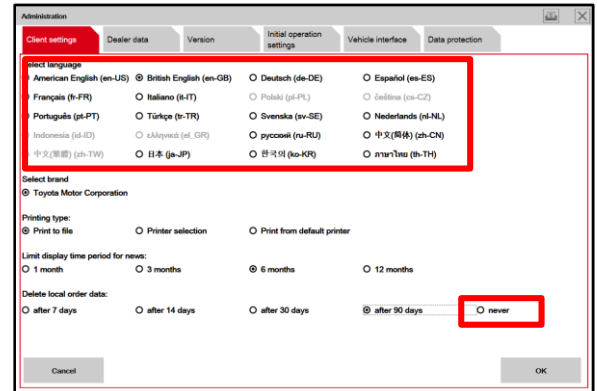 Administration
Client settings Dealer data Version Initial operation settings Vehicle interface Data protection
Select language
American English (en-US) British English (en-GB) Deutsch (de-DE) Español (es-ES)
Français (fr-FR) Italiano (it-IT) Polski (pl-PL) čeština (cs-CZ)
Português (pt-PT) Türkçe (tr-TR) Svenska (sv-SE) Nederlands (nl-NL)
Indonesia (id-ID) ελληνικά (el_GR) русский (ru-RU) 中文(简体) (zh-CN)
中文(繁體) (zh-TW) 日本 (ja-JP) 한국의 (ko-KR) ภาษาไทย (th-TH)
Select brand
Toyota Motor Corporation
Printing type:
Print to file Printer selection Print from default printer
Limit display time period for news:
1 month 3 months 6 months 12 months
Delete local order data:
after 7 days after 14 days after 30 days after 90 days never
Cancel OK